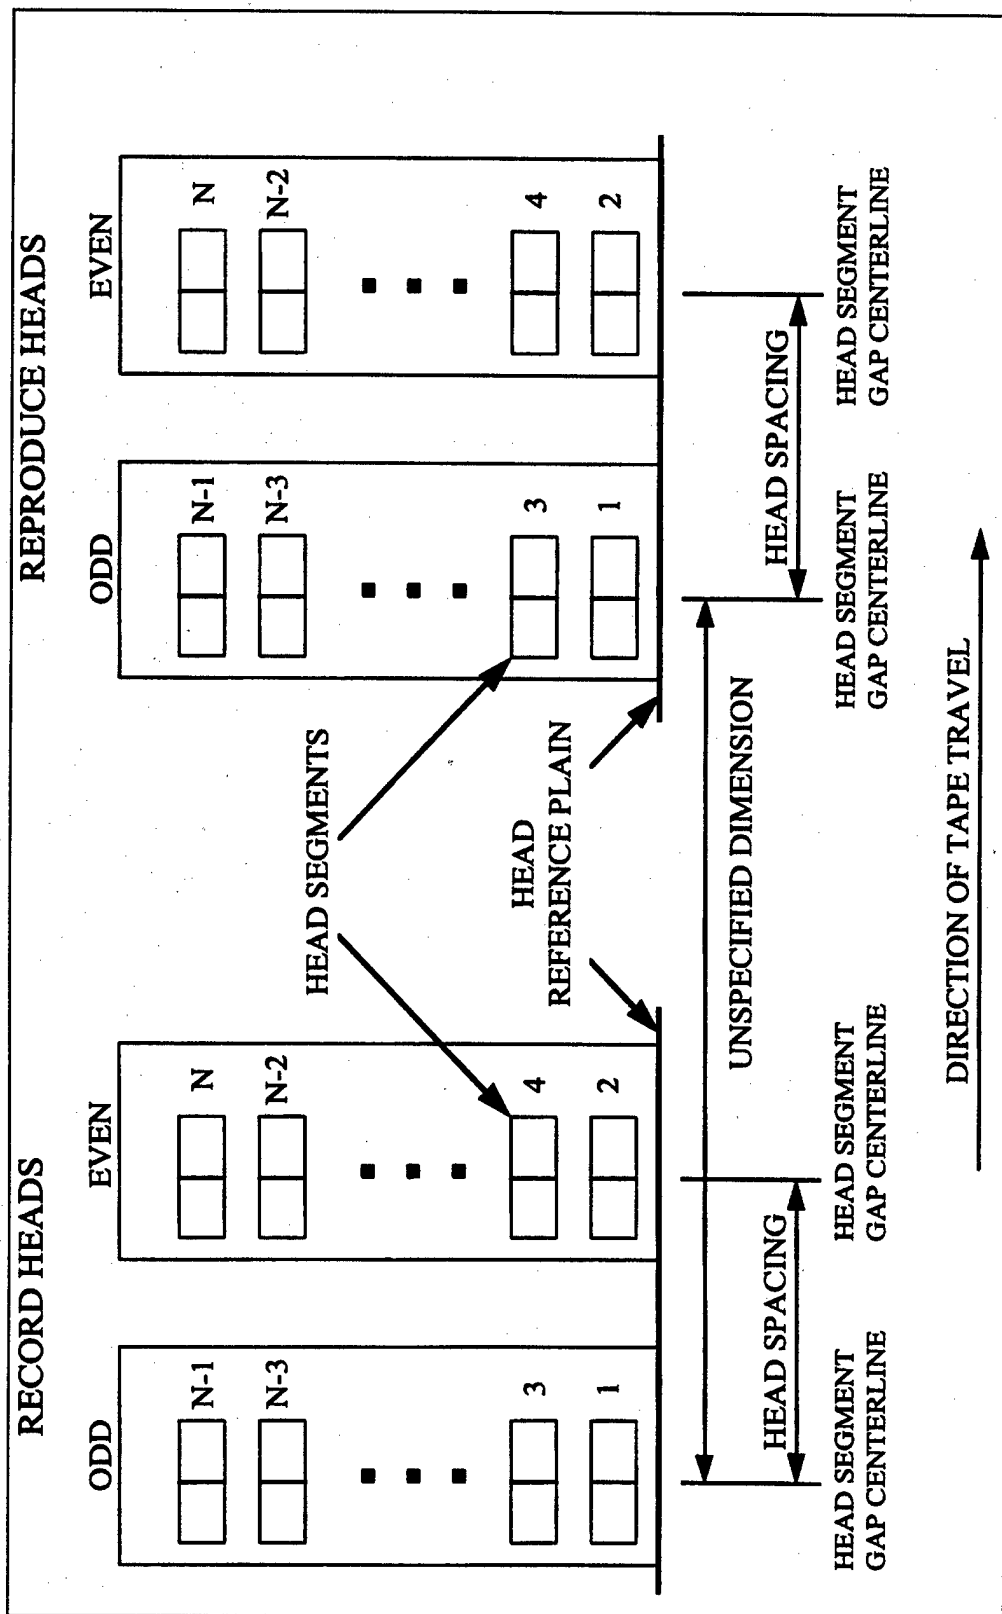 RECORD HEADS
REPRODUCE HEADS
ODD
EVEN
ODD
EVEN
N-1
N
N-1
N
N-3
N-2
N-3
N-2
HEAD SEGMENTS
3
4
3
4
1
2
1
2
HEAD
REFERENCE PLAIN
UNSPECIFIED DIMENSION
HEAD SPACING
HEAD SPACING
HEAD SEGMENT
GAP CENTERLINE
HEAD SEGMENT
GAP CENTERLINE
HEAD SEGMENT
GAP CENTERLINE
HEAD SEGMENT
GAP CENTERLINE
DIRECTION OF TAPE TRAVEL